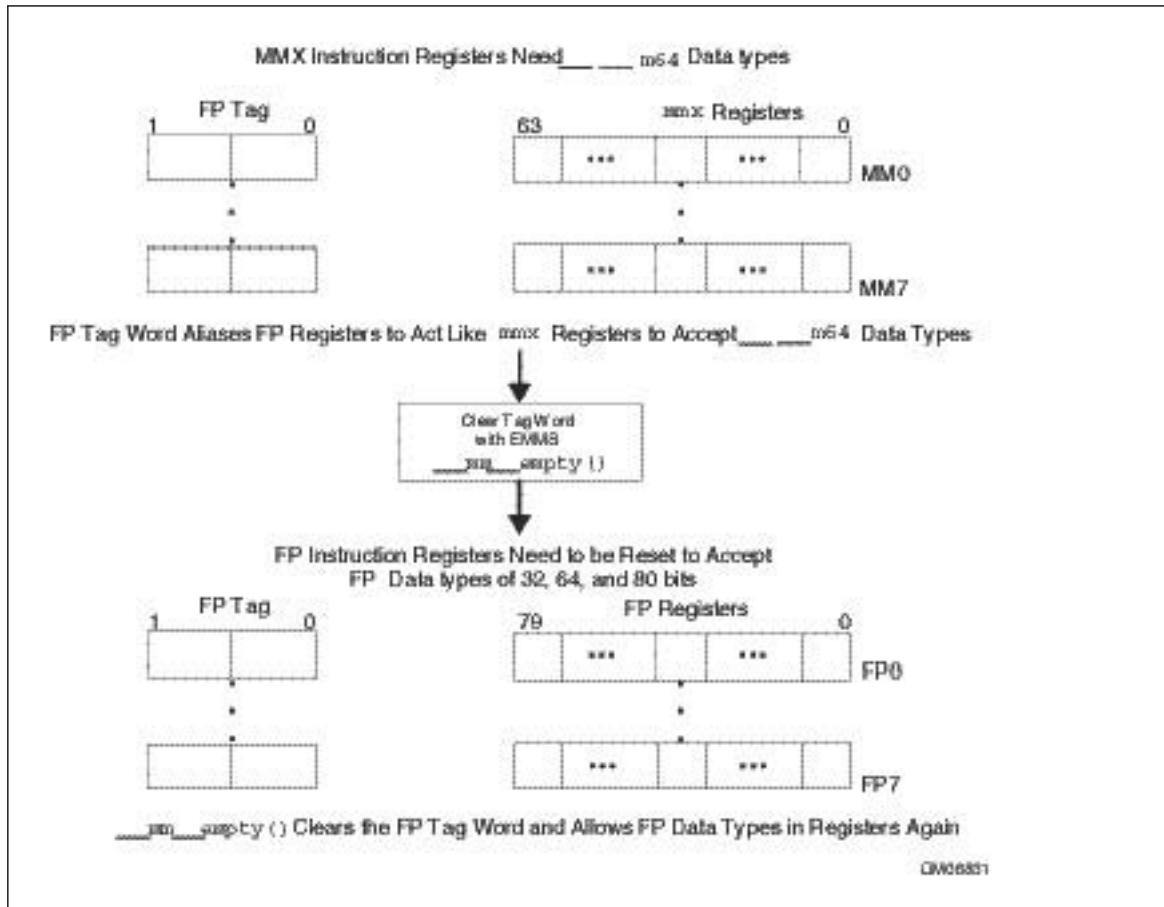 MMX Instruction Registers Need__ __m64 Data types
FP Tag
mmx Registers
1 0
63 0
... ...
MM0
... ...
MM7
FP Tag Word Aliases FP Registers to Act Like mmx Registers to Accept__ __m64 Data Types
Clear Tag Word
with EMMS
__mm__empty()
FP Instruction Registers Need to be Reset to Accept
FP Data types of 32, 64, and 80 bits
FP Tag
FP Registers
1 0
79 0
... ...
FP0
... ...
FP7
__mm__empty() Clears the FP Tag Word and Allows FP Data Types in Registers Again